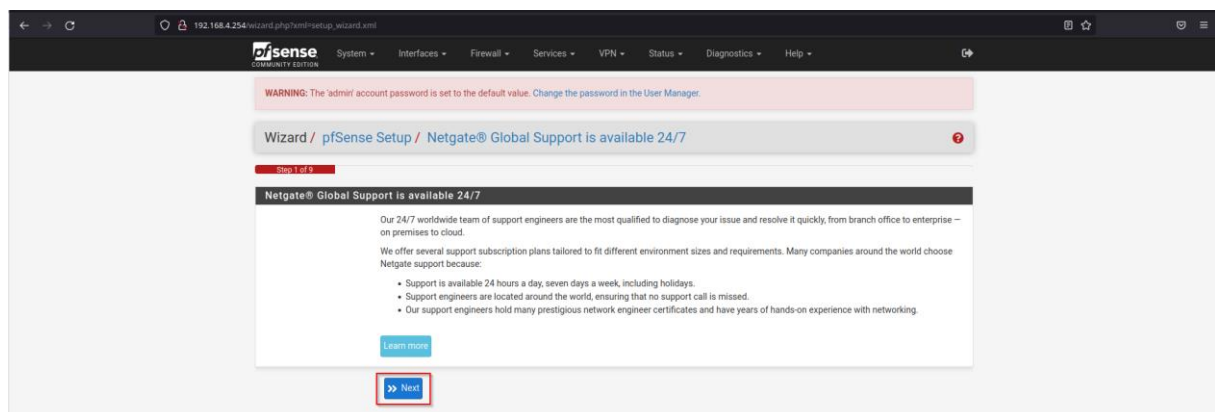 192.168.4.254/wizard.php?xml=setup_wizard.xml
pfsense System Interfaces Firewall Services VPN Status Diagnostics Help
COMMUNITY EDITION
WARNING: The 'admin' account password is set to the default value. Change the password in the User Manager.
Wizard / pfSense Setup / Netgate® Global Support is available 24/7
Step 1 of 9
Netgate® Global Support is available 24/7
Our 24/7 worldwide team of support engineers are the most qualified to diagnose your issue and resolve it quickly, from branch office to enterprise –
on premises to cloud.
We offer several support subscription plans tailored to fit different environment sizes and requirements. Many companies around the world choose
Netgate support because:
• Support is available 24 hours a day, seven days a week, including holidays.
• Support engineers are located around the world, ensuring that no support call is missed.
• Our support engineers hold many prestigious network engineer certificates and have years of hands-on experience with networking.
Learn more
>> Next